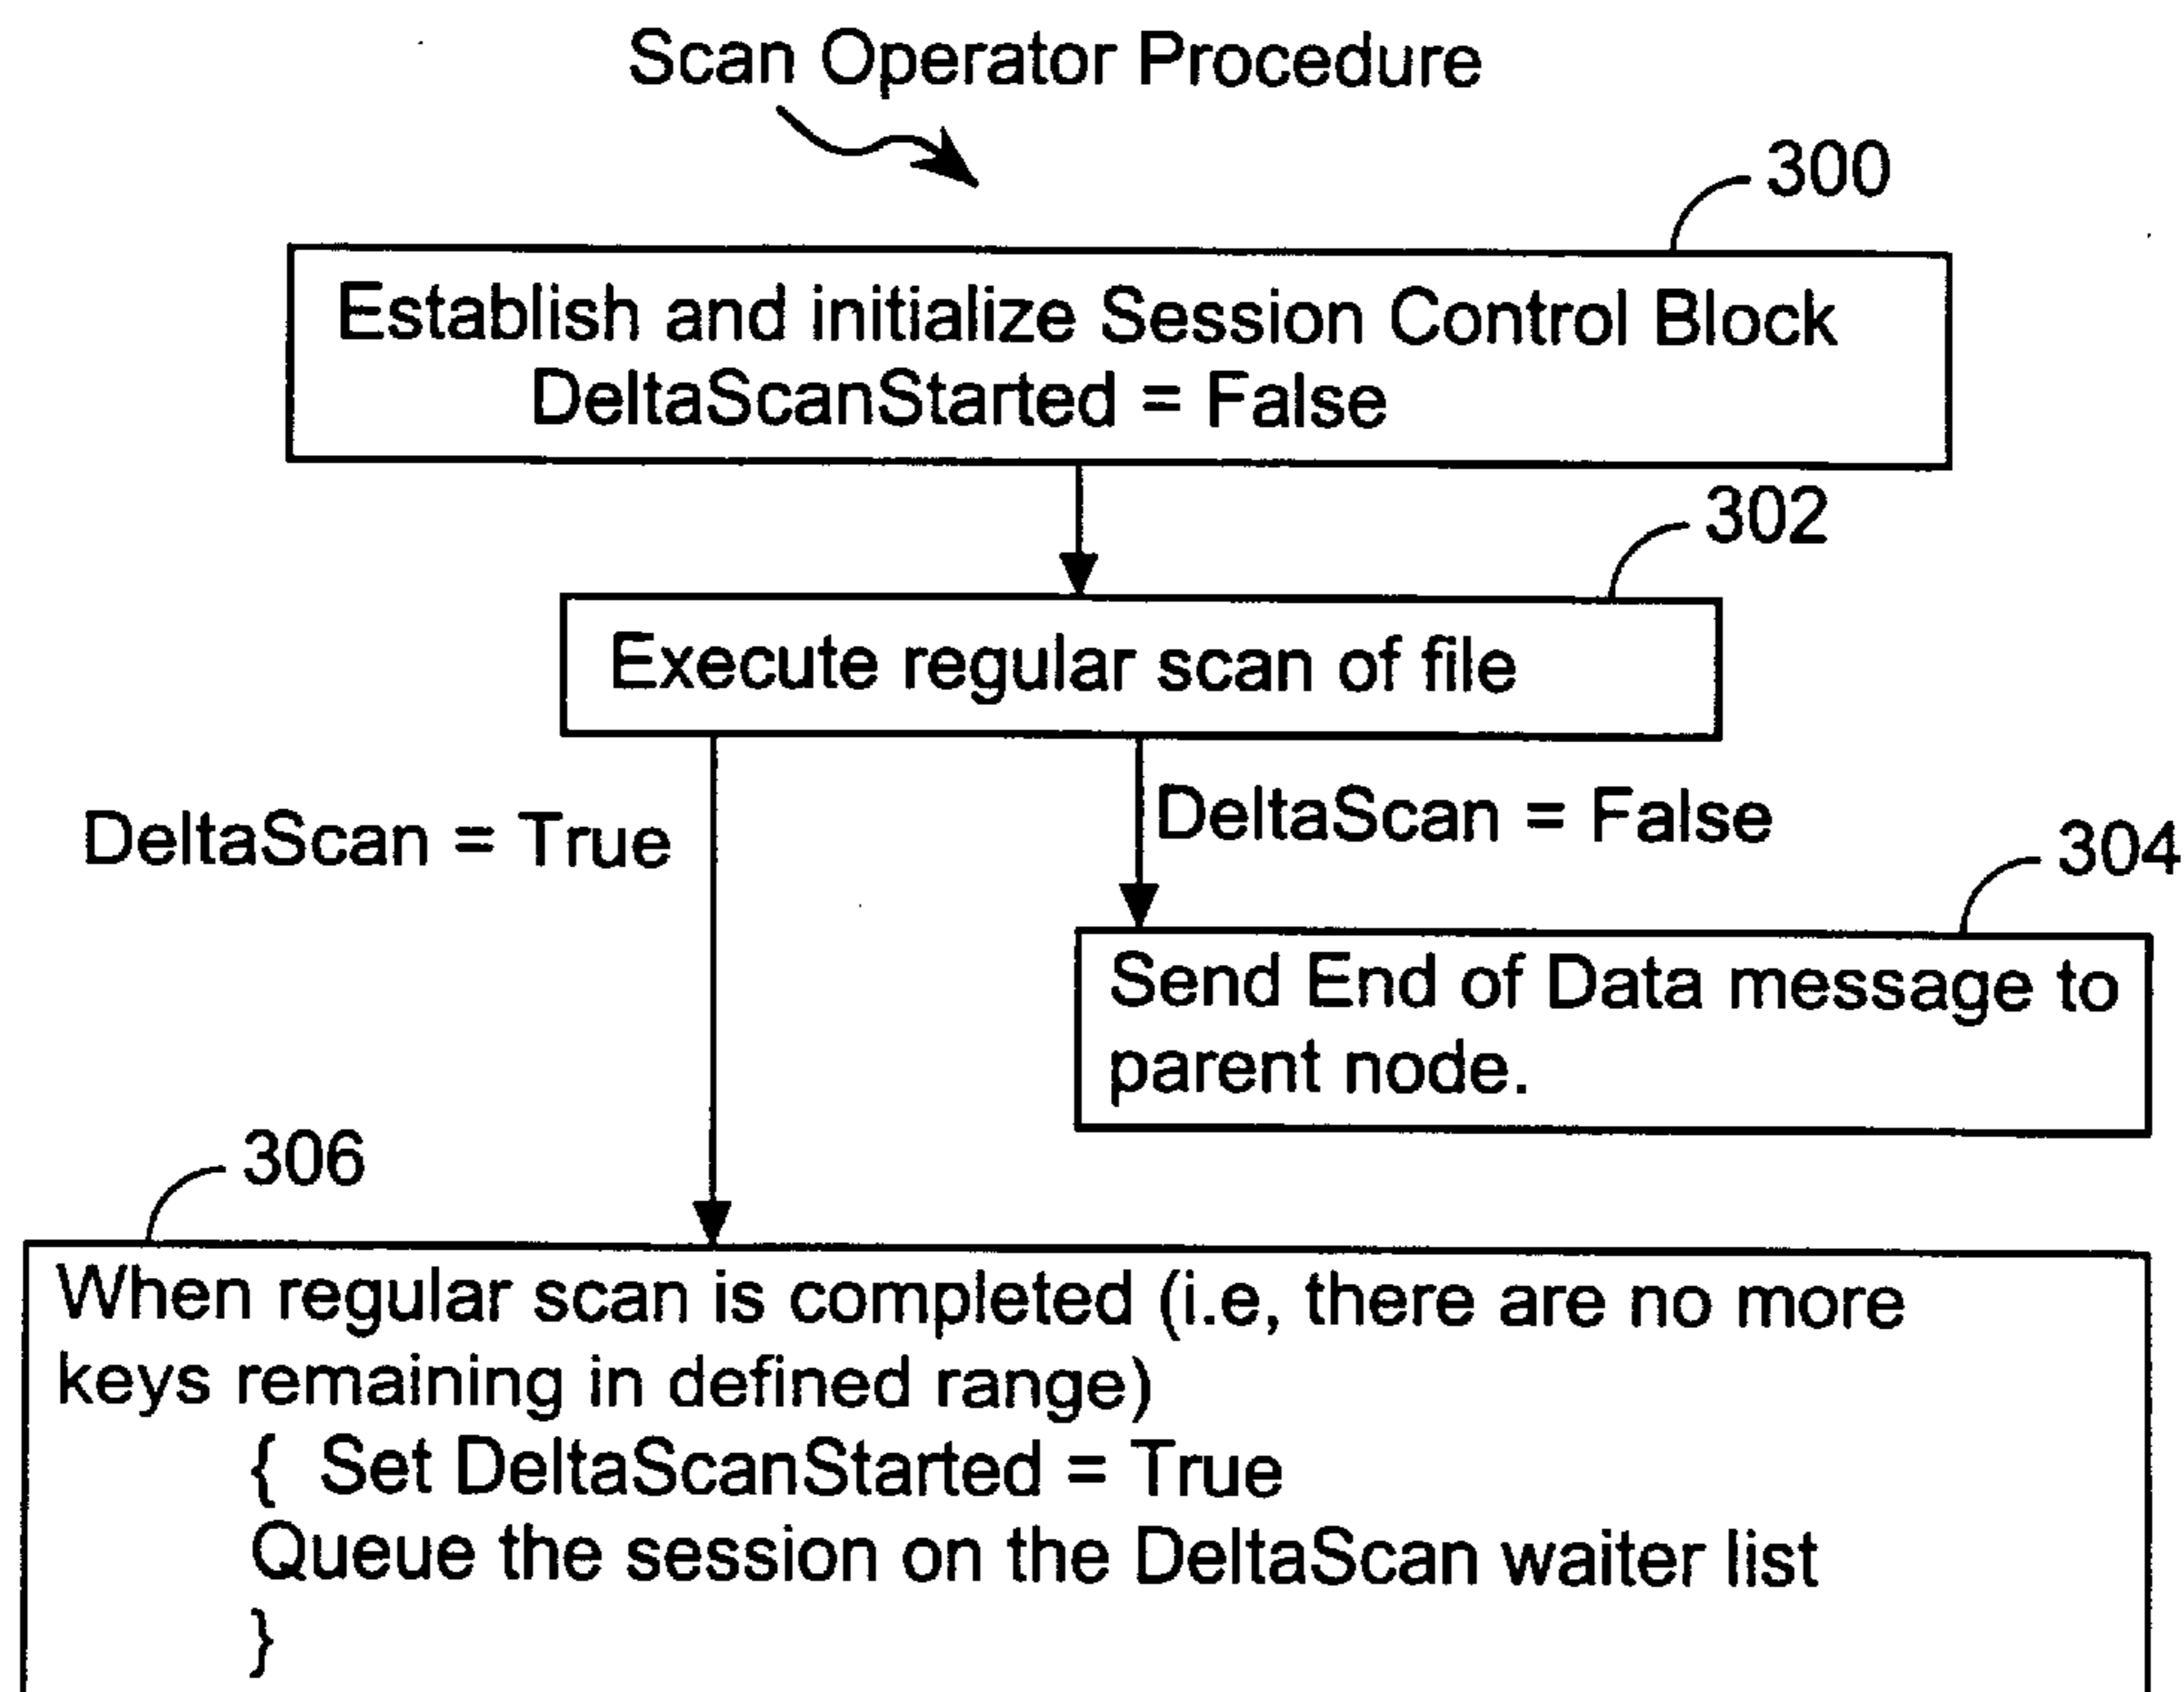 Scan Operator Procedure
300
Establish and initialize Session Control Block
DeltaScanStarted = False
302
Execute regular scan of file
DeltaScan = True
DeltaScan = False
304
Send End of Data message to
parent node.
306
When regular scan is completed (i.e, there are no more
keys remaining in defined range)
{ Set DeltaScanStarted = True
Queue the session on the DeltaScan waiter list
}